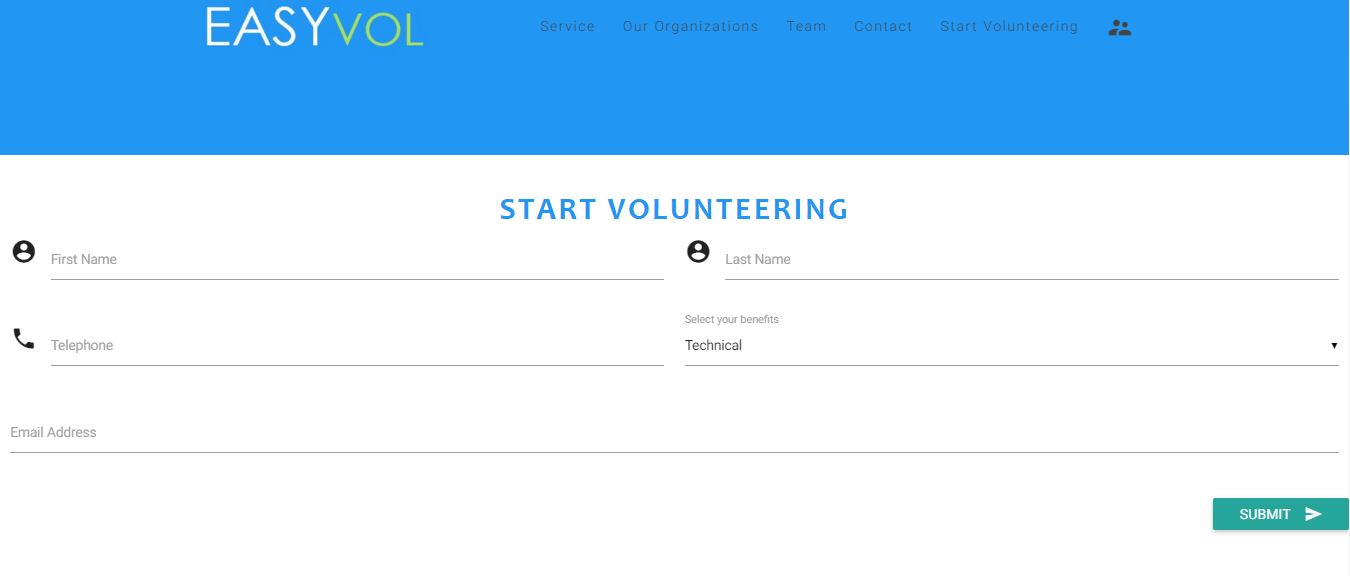 EASYVOL
Service Our Organizations Team Contact Start Volunteering
START VOLUNTEERING
First Name Last Name
Select your benefits
Telephone Technical
Email Address
SUBMIT